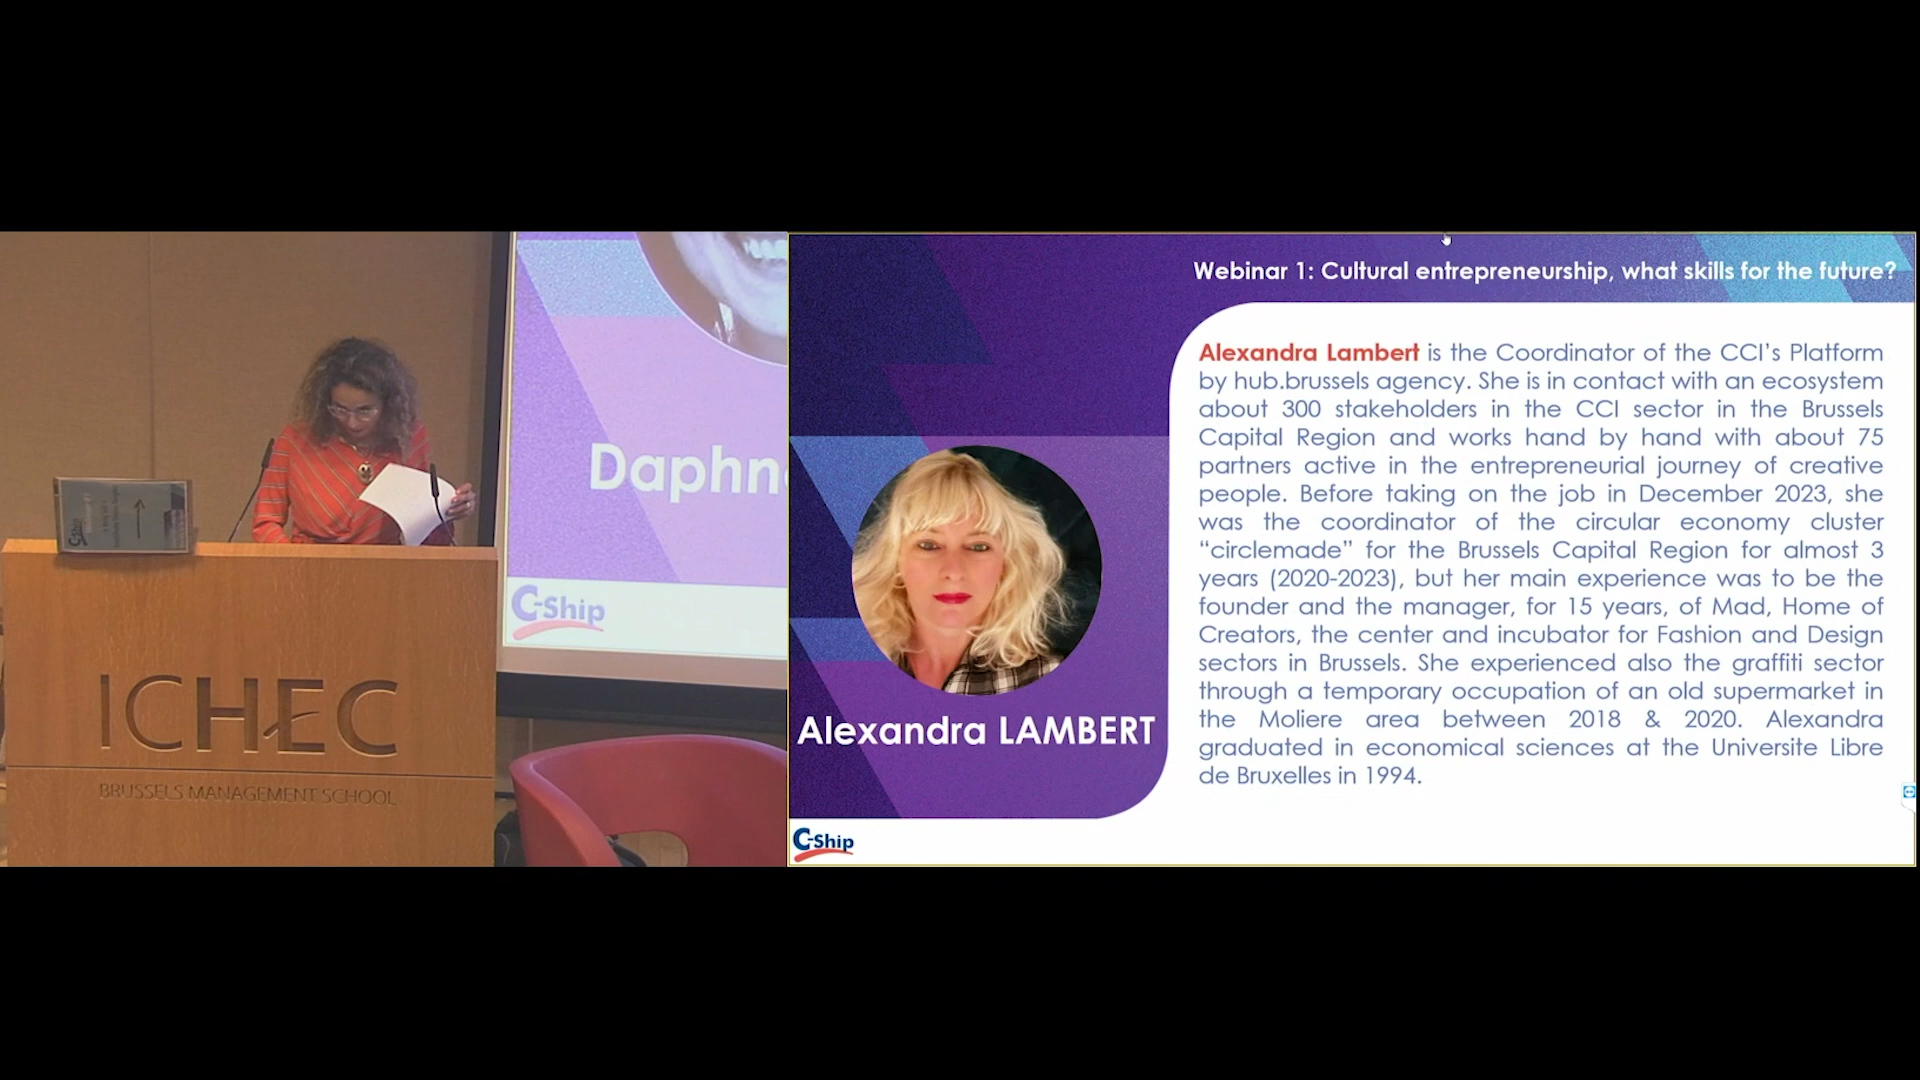 C-Ship
ICHEC
BRUSSELS MANAGEMENT SCHOOL
Daphn
C-Ship
Webinar 1: Cultural entrepreneurship, what skills for the future?
Alexandra LAMBERT
Alexandra Lambert is the Coordinator of the CCI’s Platform
by hub.brussels agency. She is in contact with an ecosystem
about 300 stakeholders in the CCI sector in the Brussels
Capital Region and works hand by hand with about 75
partners active in the entrepreneurial journey of creative
people. Before taking on the job in December 2023, she
was the coordinator of the circular economy cluster
“circlemade” for the Brussels Capital Region for almost 3
years (2020-2023), but her main experience was to be the
founder and the manager, for 15 years, of Mad, Home of
Creators, the center and incubator for Fashion and Design
sectors in Brussels. She experienced also the graffiti sector
through a temporary occupation of an old supermarket in
the Moliere area between 2018 & 2020. Alexandra
graduated in economical sciences at the Universite Libre
de Bruxelles in 1994.
C-Ship